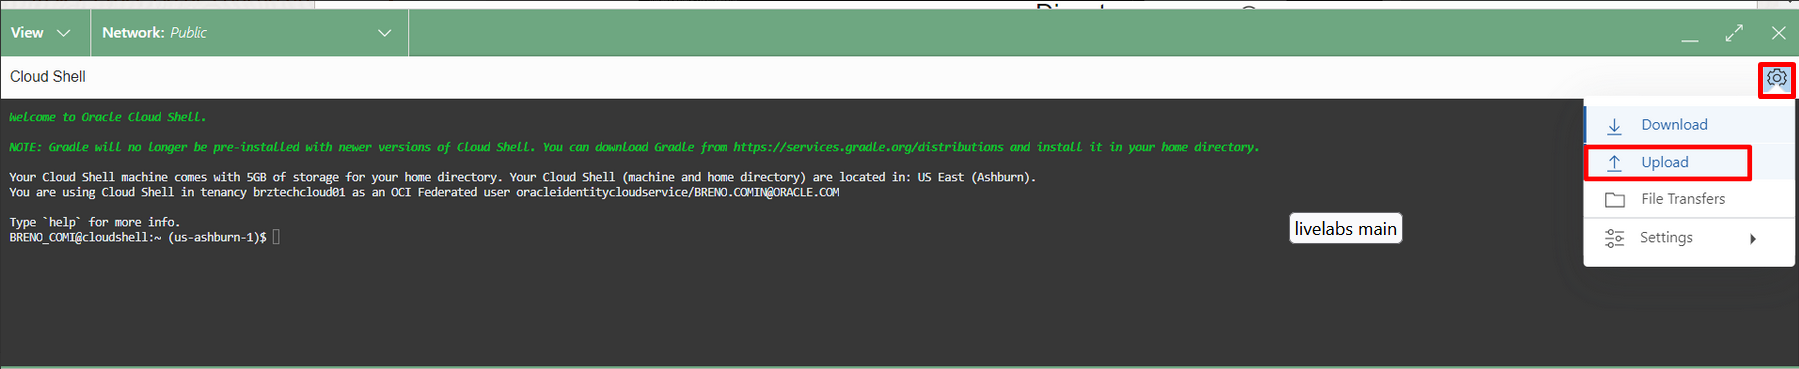 View
Network: Public
Cloud Shell
Welcome to Oracle Cloud Shell.
NOTE: Gradle will no longer be pre-installed with newer versions of Cloud Shell. You can download Gradle from https://services.gradle.org/distributions and install it in your home directory.
Your Cloud Shell machine comes with 5GB of storage for your home directory. Your Cloud Shell (machine and home directory) are located in: US East (Ashburn).
You are using Cloud Shell in tenancy brztechcloud01 as an OCI Federated user oracleidentitycloudservice/BRENO.COMIN@ORACLE.COM
Type `help` for more info.
BRENO_COMI@cloudshell:~ (us-ashburn-1)$
livelabs main
Download
Upload
File Transfers
Settings